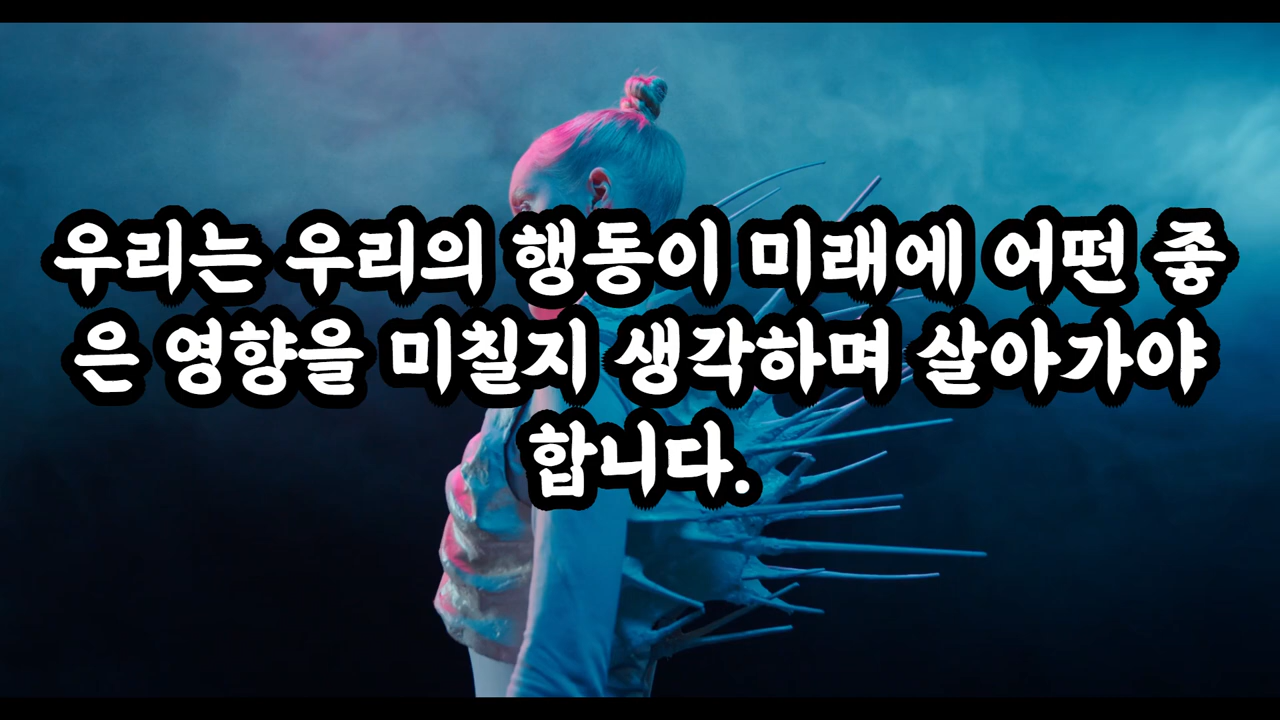 우리는 우리의 행동이 미래에 어떤 좋
은 영향을 미칠지 생각하며 살아가야
합니다.